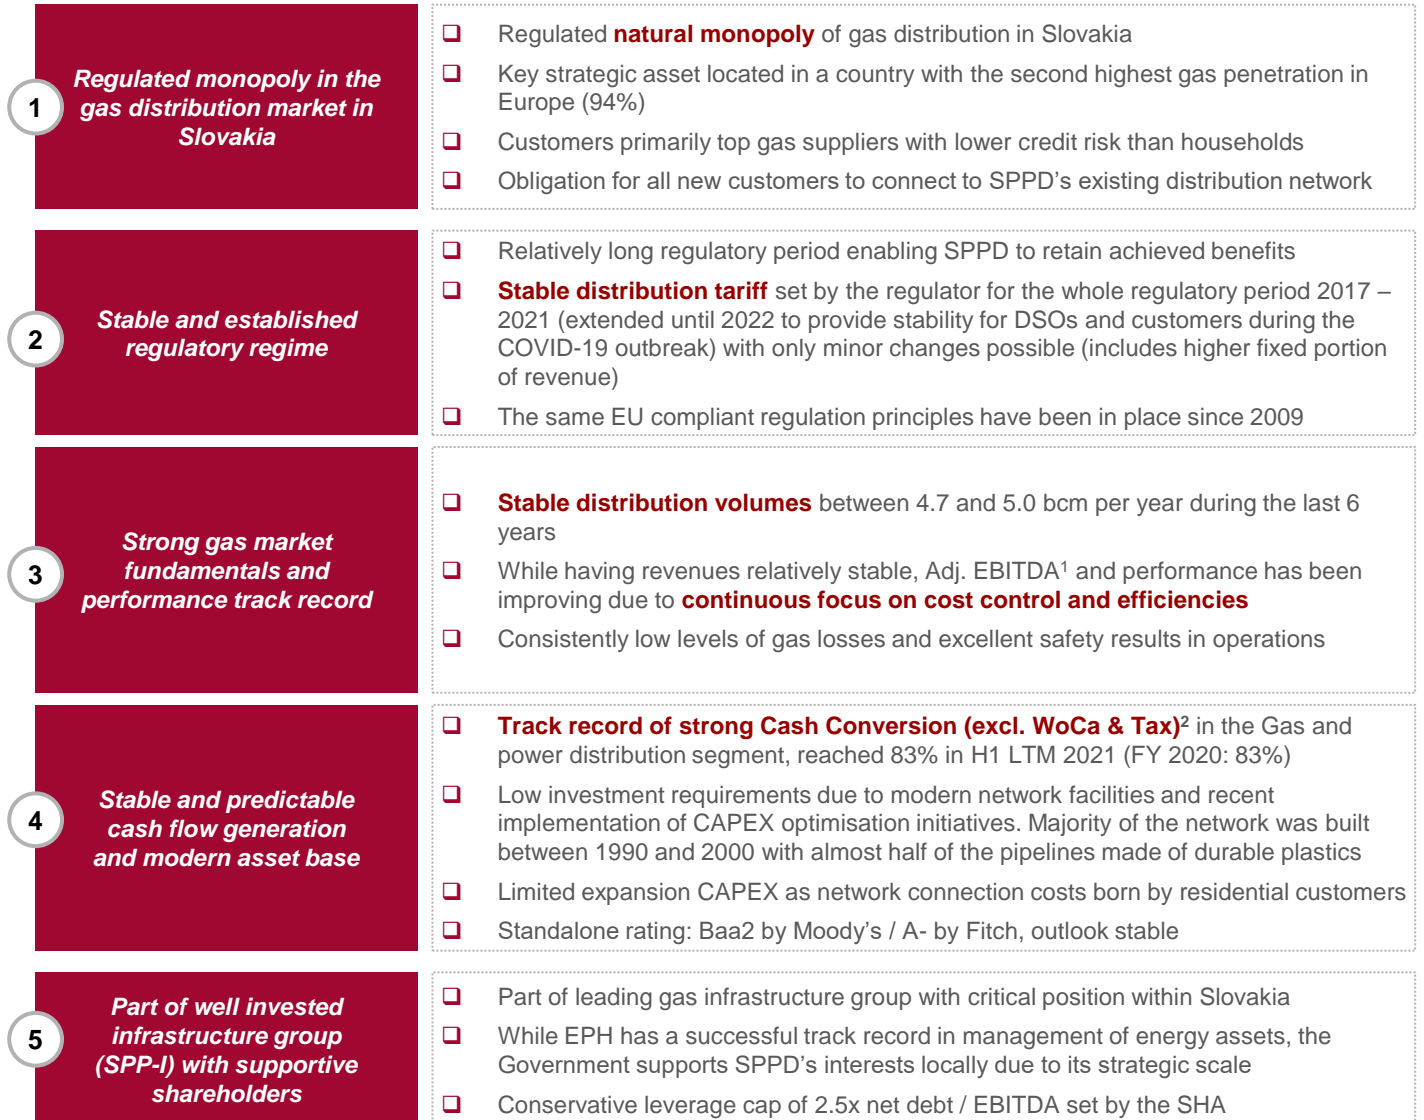 1
Regulated monopoly in the
gas distribution market in
Slovakia
❑ Regulated natural monopoly of gas distribution in Slovakia
❑ Key strategic asset located in a country with the second highest gas penetration in
Europe (94%)
❑ Customers primarily top gas suppliers with lower credit risk than households
❑ Obligation for all new customers to connect to SPPD’s existing distribution network
2
Stable and established
regulatory regime
❑ Relatively long regulatory period enabling SPPD to retain achieved benefits
❑ Stable distribution tariff set by the regulator for the whole regulatory period 2017 –
2021 (extended until 2022 to provide stability for DSOs and customers during the
COVID-19 outbreak) with only minor changes possible (includes higher fixed portion
of revenue)
❑ The same EU compliant regulation principles have been in place since 2009
3
Strong gas market
fundamentals and
performance track record
❑ Stable distribution volumes between 4.7 and 5.0 bcm per year during the last 6
years
❑ While having revenues relatively stable, Adj. EBITDA¹ and performance has been
improving due to continuous focus on cost control and efficiencies
❑ Consistently low levels of gas losses and excellent safety results in operations
4
Stable and predictable
cash flow generation
and modern asset base
❑ Track record of strong Cash Conversion (excl. WoCa & Tax)² in the Gas and
power distribution segment, reached 83% in H1 LTM 2021 (FY 2020: 83%)
❑ Low investment requirements due to modern network facilities and recent
implementation of CAPEX optimisation initiatives. Majority of the network was built
between 1990 and 2000 with almost half of the pipelines made of durable plastics
❑ Limited expansion CAPEX as network connection costs born by residential customers
❑ Standalone rating: Baa2 by Moody’s / A- by Fitch, outlook stable
5
Part of well invested
infrastructure group
(SPP-I) with supportive
shareholders
❑ Part of leading gas infrastructure group with critical position within Slovakia
❑ While EPH has a successful track record in management of energy assets, the
Government supports SPPD’s interests locally due to its strategic scale
❑ Conservative leverage cap of 2.5x net debt / EBITDA set by the SHA